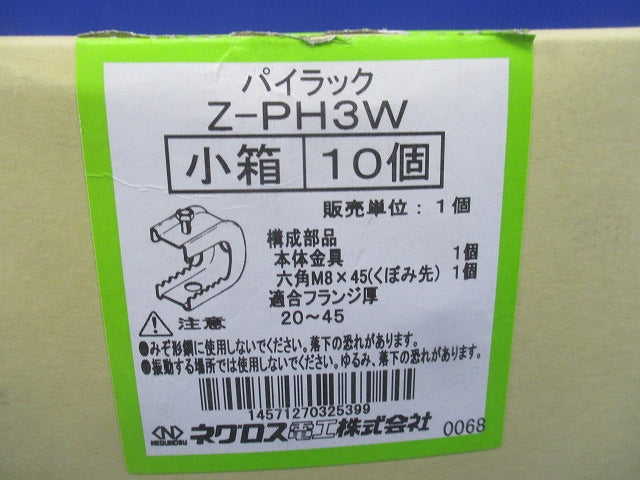 パイラック
Z-PH3W
小箱 10個
販売単位：1個
構成部品
本体金具 1個
六角M8×45(くぼみ先) 1個
適合フランジ厚
20〜45
注意
●みぞ形鋼に使用しないでください。落下の恐れがあります。
●振動する場所では使用しないでください。ゆるみ、落下の恐れがあります。
14571270325399
NEGUROSU ネグロス電工株式会社 0068